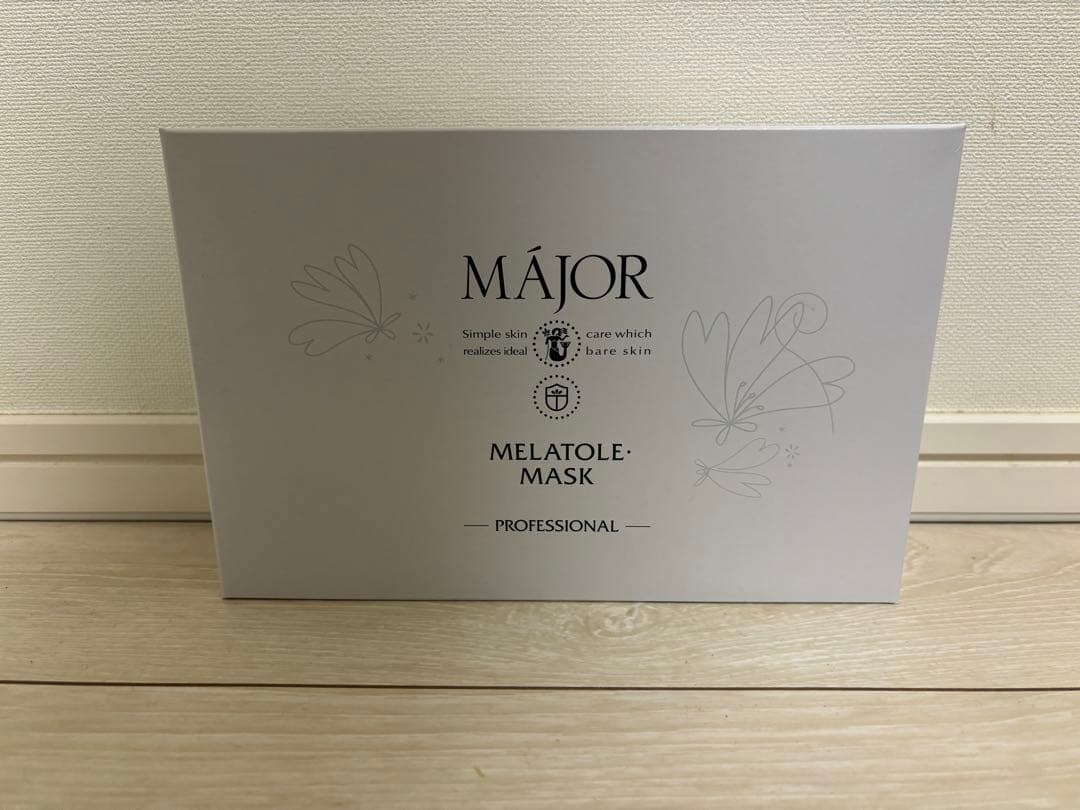 MÁJOR
Simple skin care which
realizes ideal bare skin
MELATOLE·
MASK
PROFESSIONAL